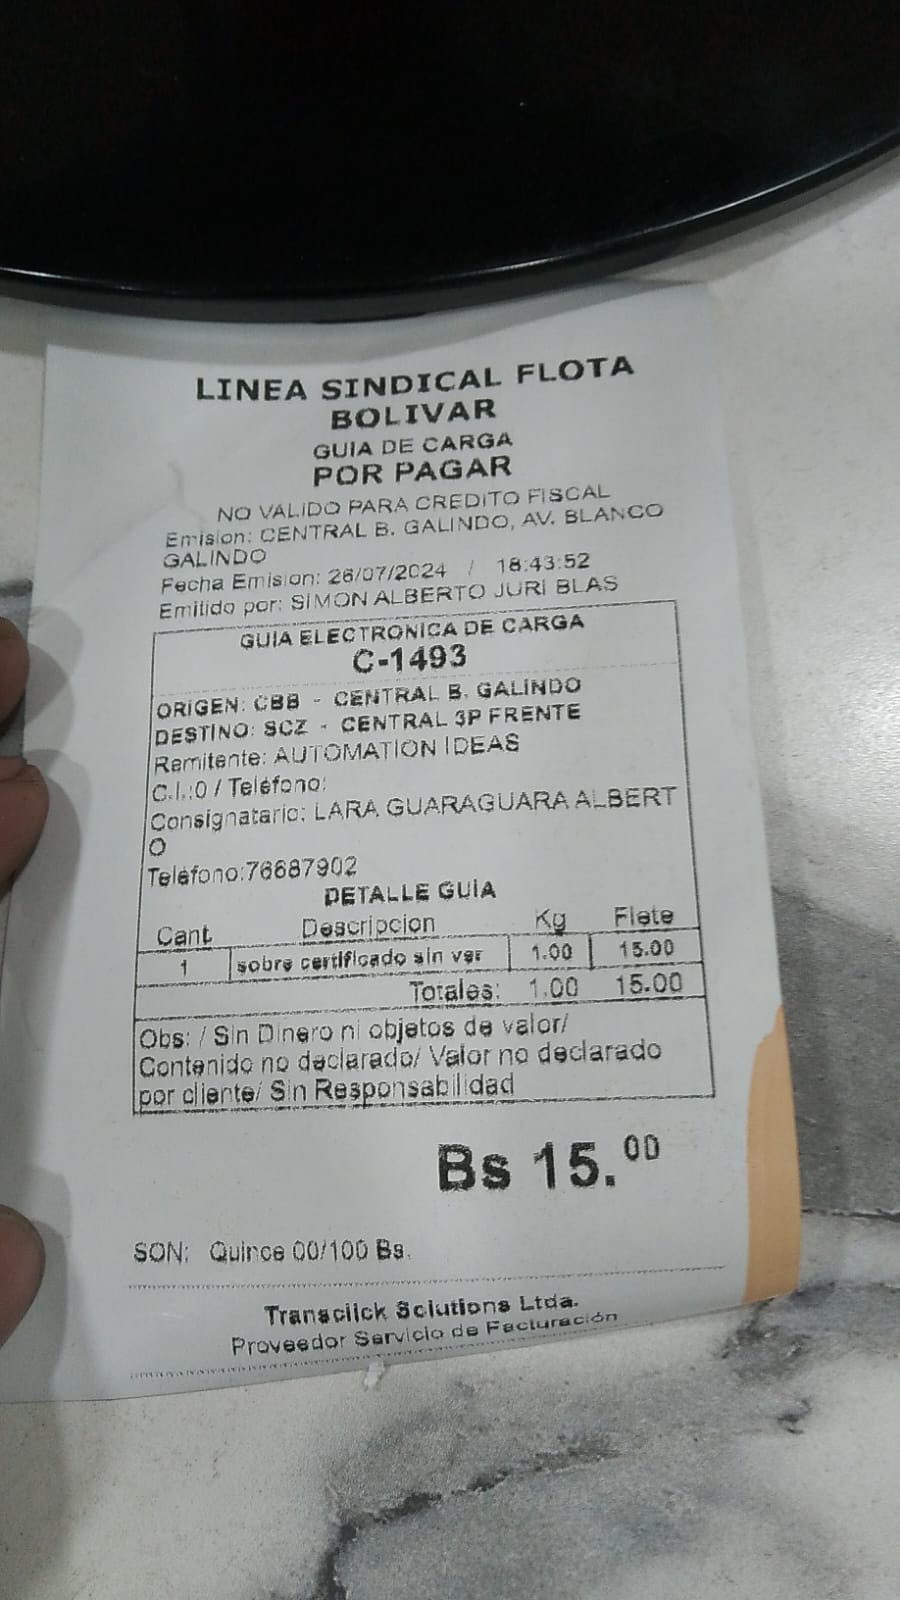 LINEA SINDICAL FLOTA
BOLIVAR
GUIA DE CARGA
POR PAGAR
NO VALIDO PARA CREDITO FISCAL
Emision: CENTRAL B. GALINDO, AV. BLANCO
GALINDO
Fecha Emision: 26/07/2024 / 18:43:52
Emitido por: SIMON ALBERTO JURI BLAS
GUIA ELECTRONICA DE CARGA
C-1493
ORIGEN: CBB - CENTRAL B. GALINDO
DESTINO: SCZ - CENTRAL 3P FRENTE
Remitente: AUTOMATION IDEAS
C.I.:0 / Teléfono:
Consignatario: LARA GUARAGUARA ALBERT
O
Teléfono:76687902
DETALLE GUIA
Cant Descripcion Kg Flete
1 sobre certificado sin ver 1.00 15.00
Totales: 1.00 15.00
Obs: / Sin Dinero ni objetos de valor/
Contenido no declarado/ Valor no declarado
por cliente/ Sin Responsabilidad
Bs 15.00
SON: Quince 00/100 Bs.
Transclick Solutions Ltda.
Proveedor Servicio de Facturación